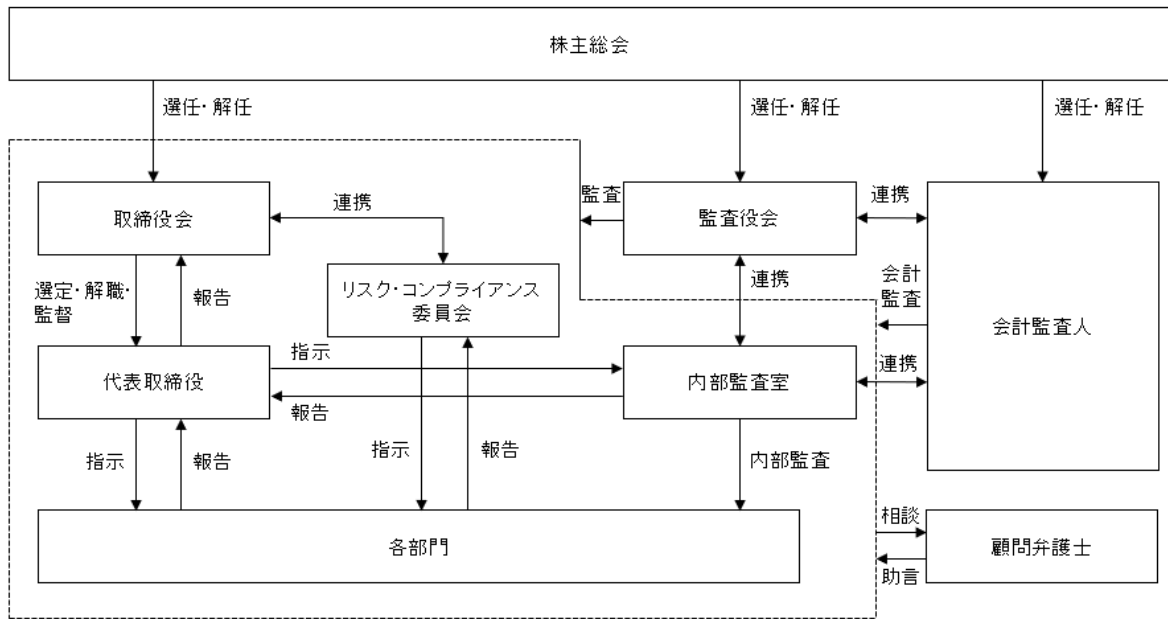 株主総会
選任・解任
選任・解任
選任・解任
取締役会
連携
監査
監査役会
連携
会計監査人
選定・解職・
監督
報告
リスク・コンプライアンス
委員会
連携
会計
監査
代表取締役
指示
報告
内部監査室
連携
指示
報告
指示
報告
内部監査
各部門
相談
助言
顧問弁護士